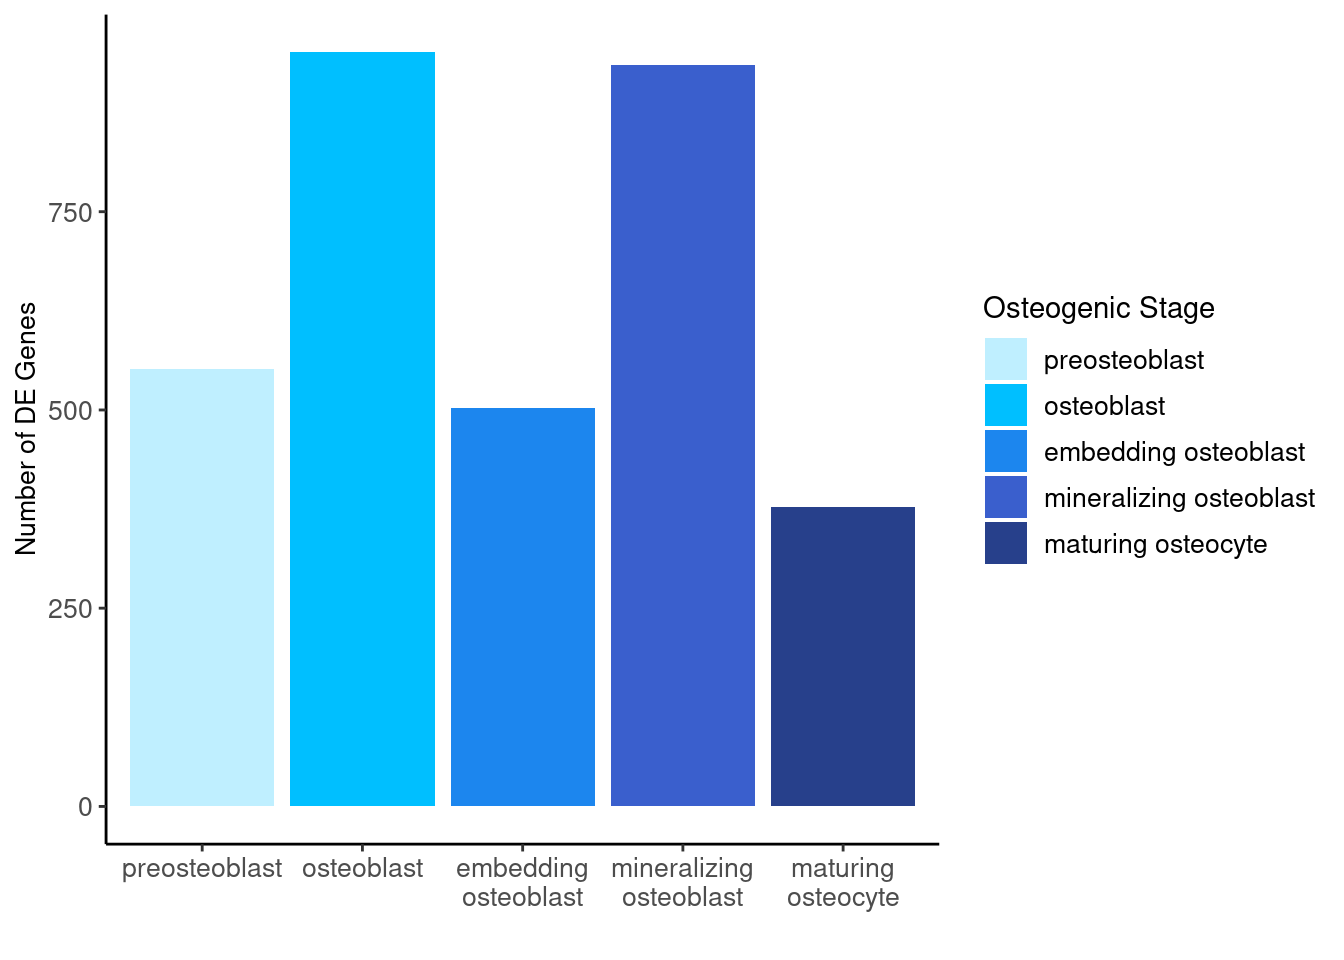 Number of DE Genes
750
500
250
0
preosteoblast
osteoblast
embedding
osteoblast
mineralizing
osteoblast
maturing
osteocyte
Osteogenic Stage
preosteoblast
osteoblast
embedding osteoblast
mineralizing osteoblast
maturing osteocyte